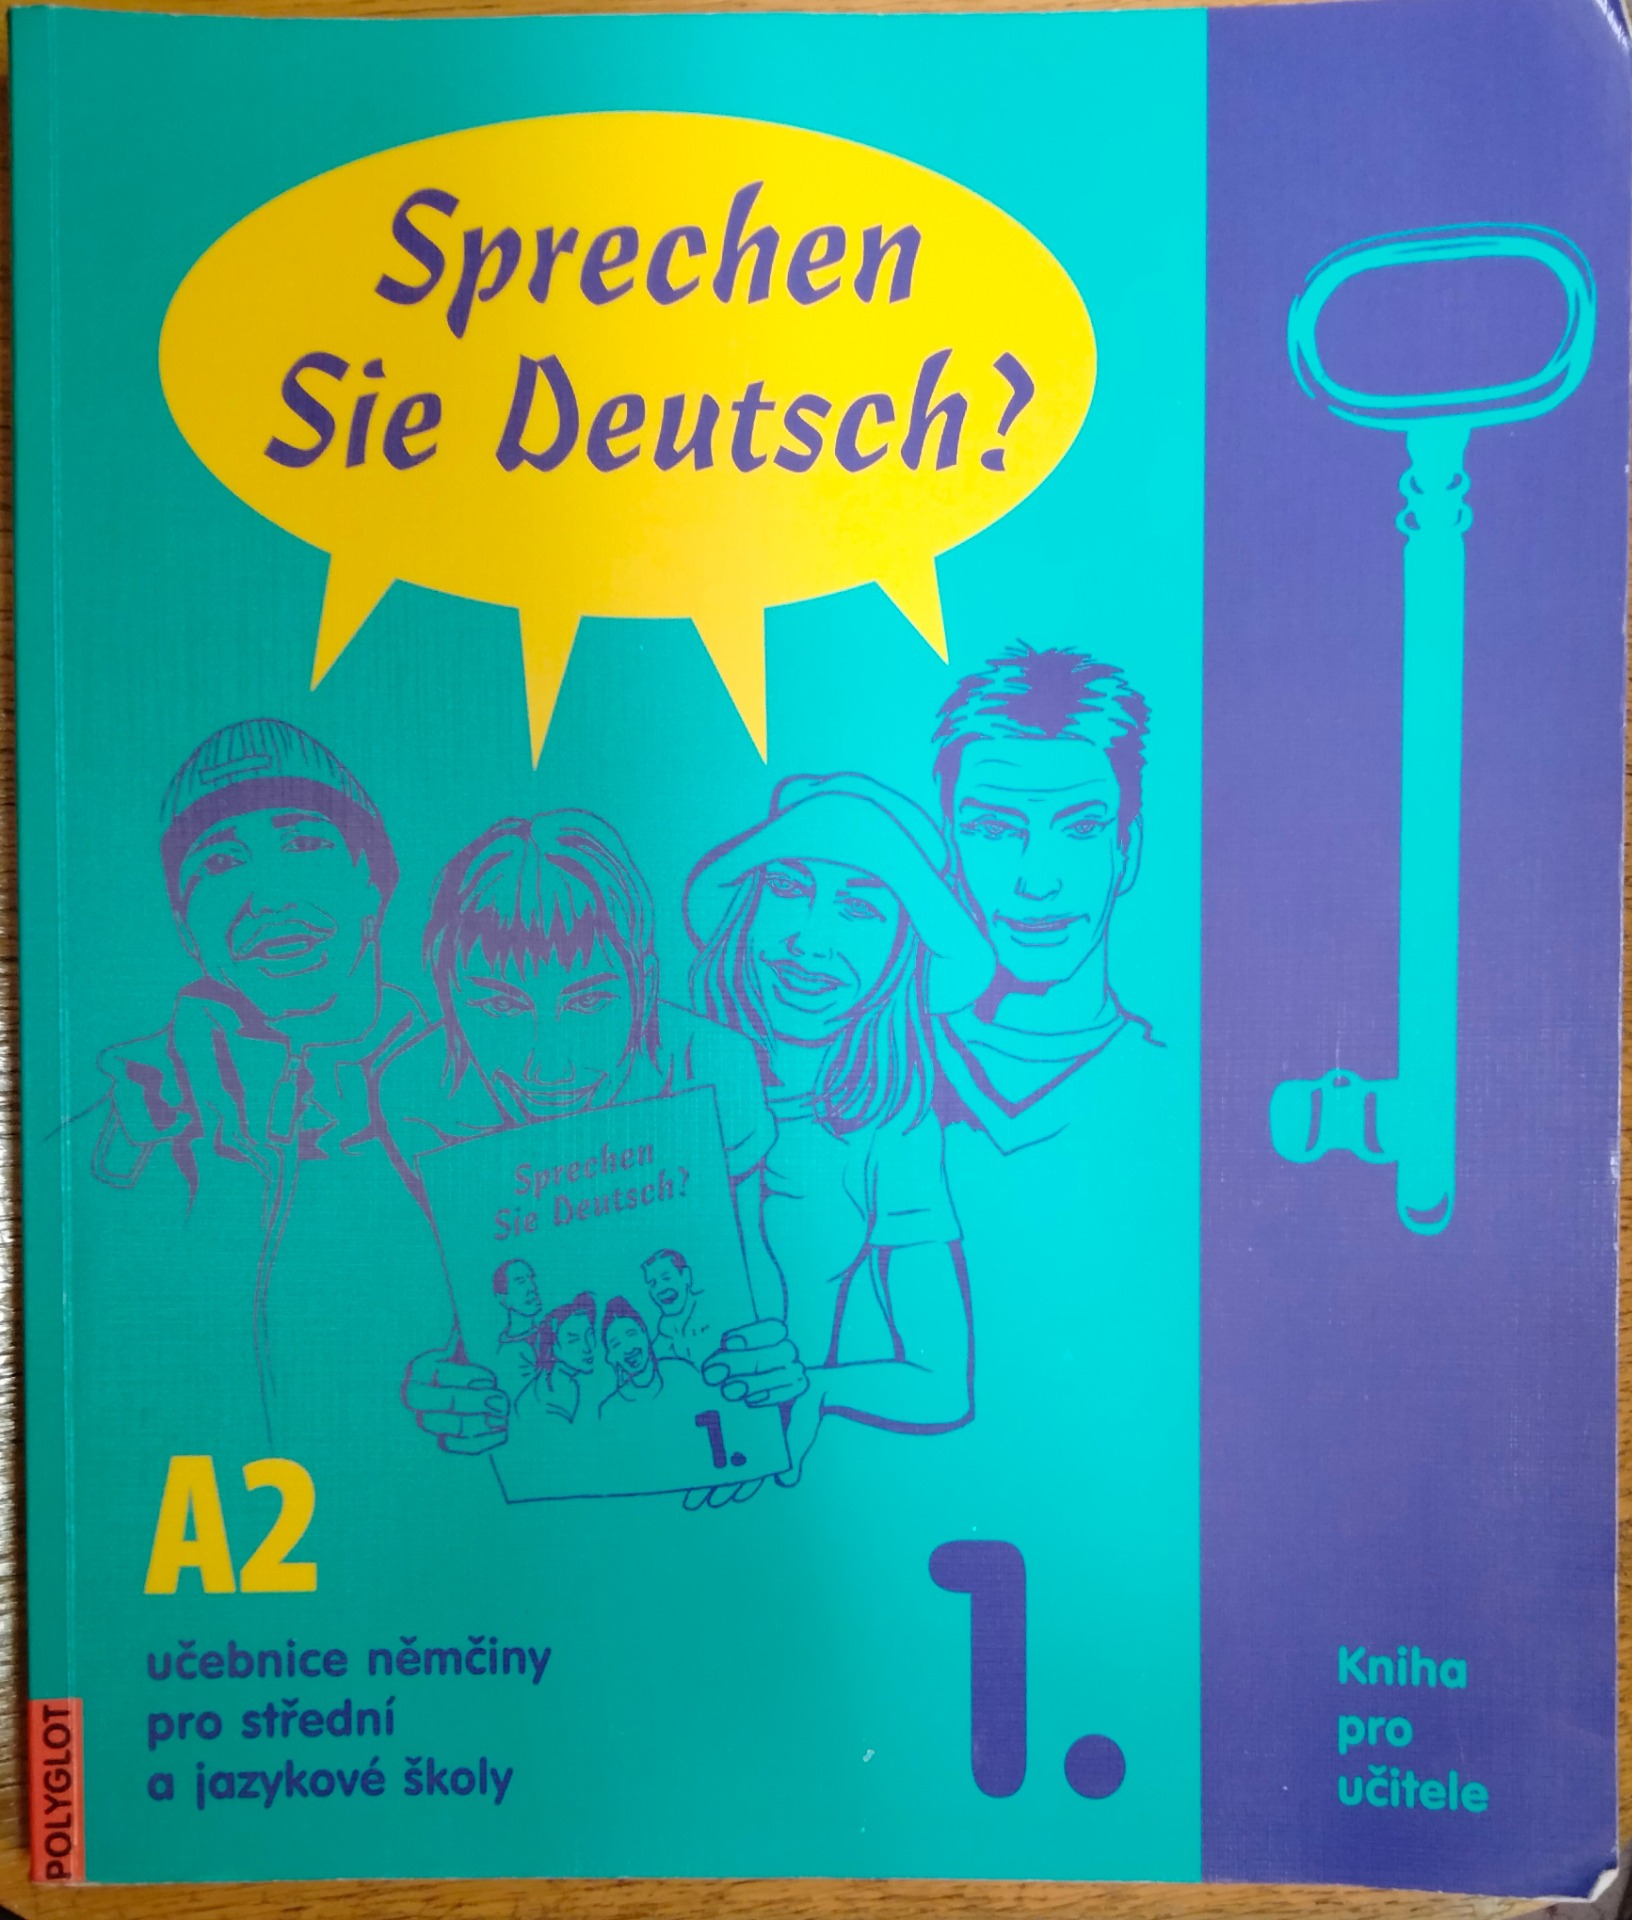 Sprechen
Sie Deutsch?
Sprechen
Sie Deutsch?
1.
A2
učebnice němčiny
pro střední
a jazykové školy
1.
Kniha
pro
učitele
POLYGLOT